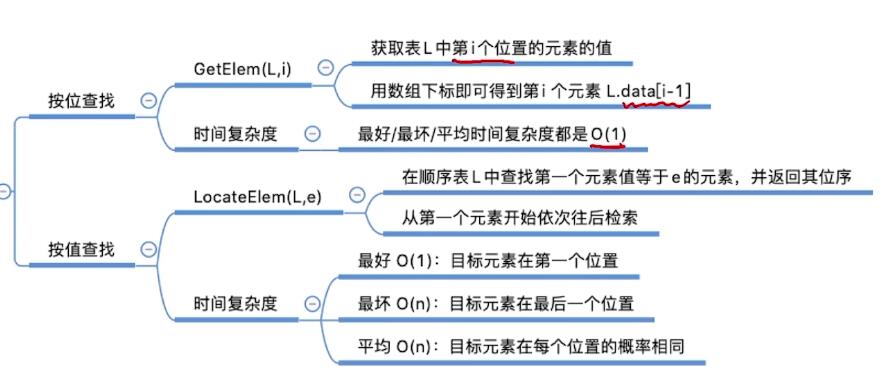 按位查找
GetElem(L,i)
获取表L中第i个位置的元素的值
用数组下标即可得到第i个元素 L.data[i-1]
时间复杂度
最好/最坏/平均时间复杂度都是O(1)
按值查找
LocateElem(L,e)
在顺序表L中查找第一个元素值等于e的元素，并返回其位序
从第一个元素开始依次往后检索
时间复杂度
最好 O(1)：目标元素在第一个位置
最坏 O(n)：目标元素在最后一个位置
平均 O(n)：目标元素在每个位置的概率相同